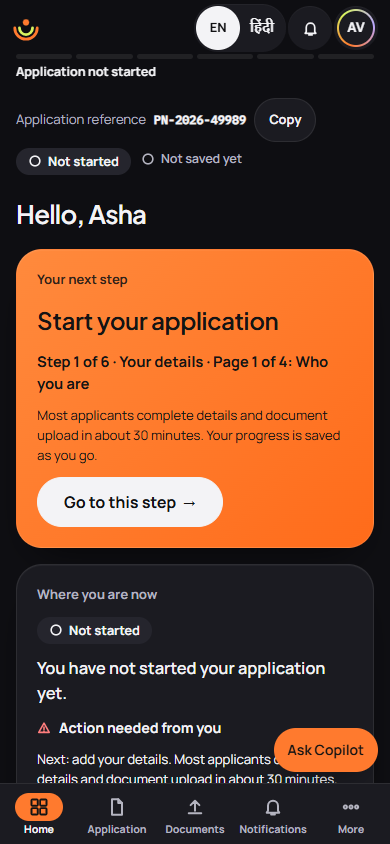 EN हिंदी AV
Application not started
Application reference PN-2026-49989 Copy
Not started Not saved yet
Hello, Asha
Your next step
Start your application
Step 1 of 6 · Your details · Page 1 of 4: Who
you are
Most applicants complete details and document
upload in about 30 minutes. Your progress is saved
as you go.
Go to this step →
Where you are now
Not started
You have not started your application
yet.
Action needed from you
Next: add your details. Most applicants
Ask Copilot
details and document upload in about 30 minutes.
Home Application Documents Notifications More